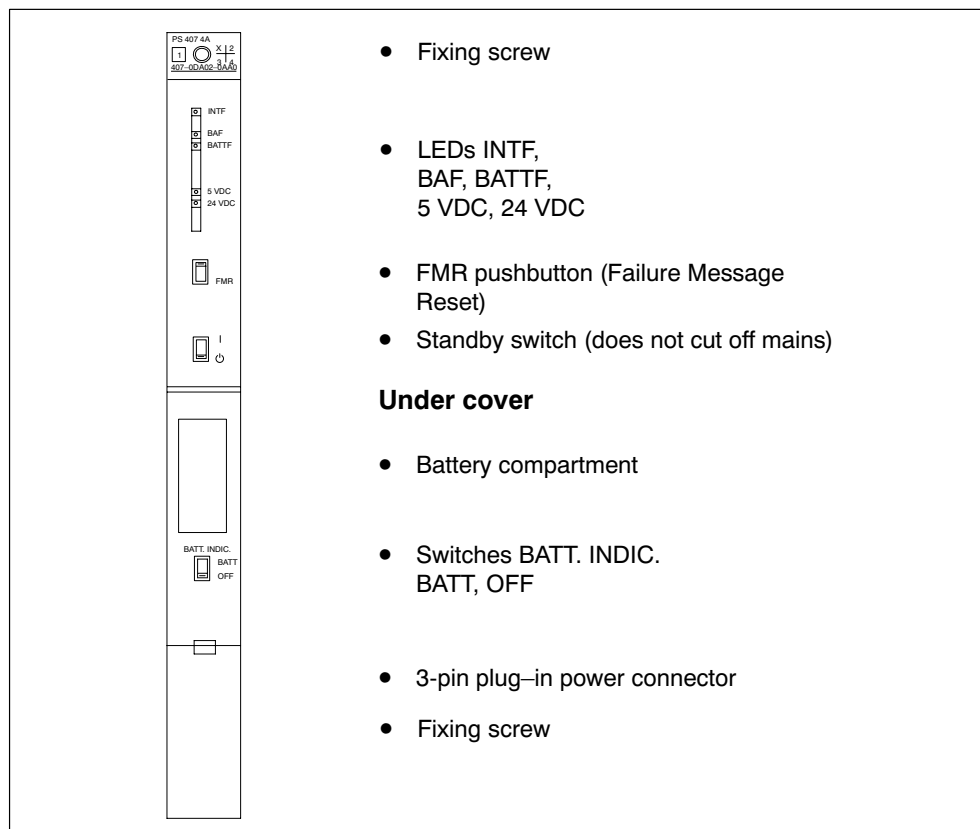 PS 407 4A
1
X 2
3 4
407–0DA02–0AA0
INTF
BAF
BATTF
5 VDC
24 VDC
FMR
I
BATT. INDIC.
BATT
OFF
• Fixing screw
• LEDs INTF,
BAF, BATTF,
5 VDC, 24 VDC
• FMR pushbutton (Failure Message
Reset)
• Standby switch (does not cut off mains)
Under cover
• Battery compartment
• Switches BATT. INDIC.
BATT, OFF
• 3-pin plug–in power connector
• Fixing screw